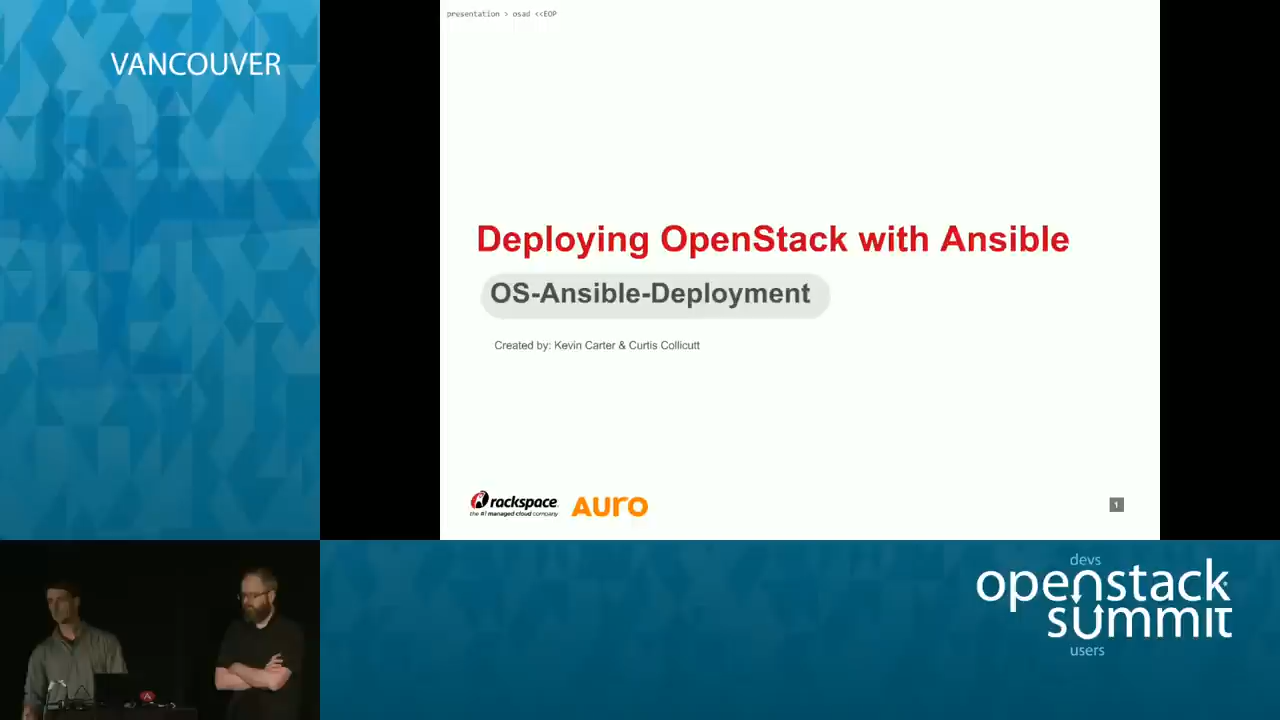 presentation > osad <<EOP
VANCOUVER
Deploying OpenStack with Ansible
OS-Ansible-Deployment
Created by: Kevin Carter & Curtis Collicutt
rackspace
the #1 managed cloud company
AURO
1
devs
openstack
summit
users